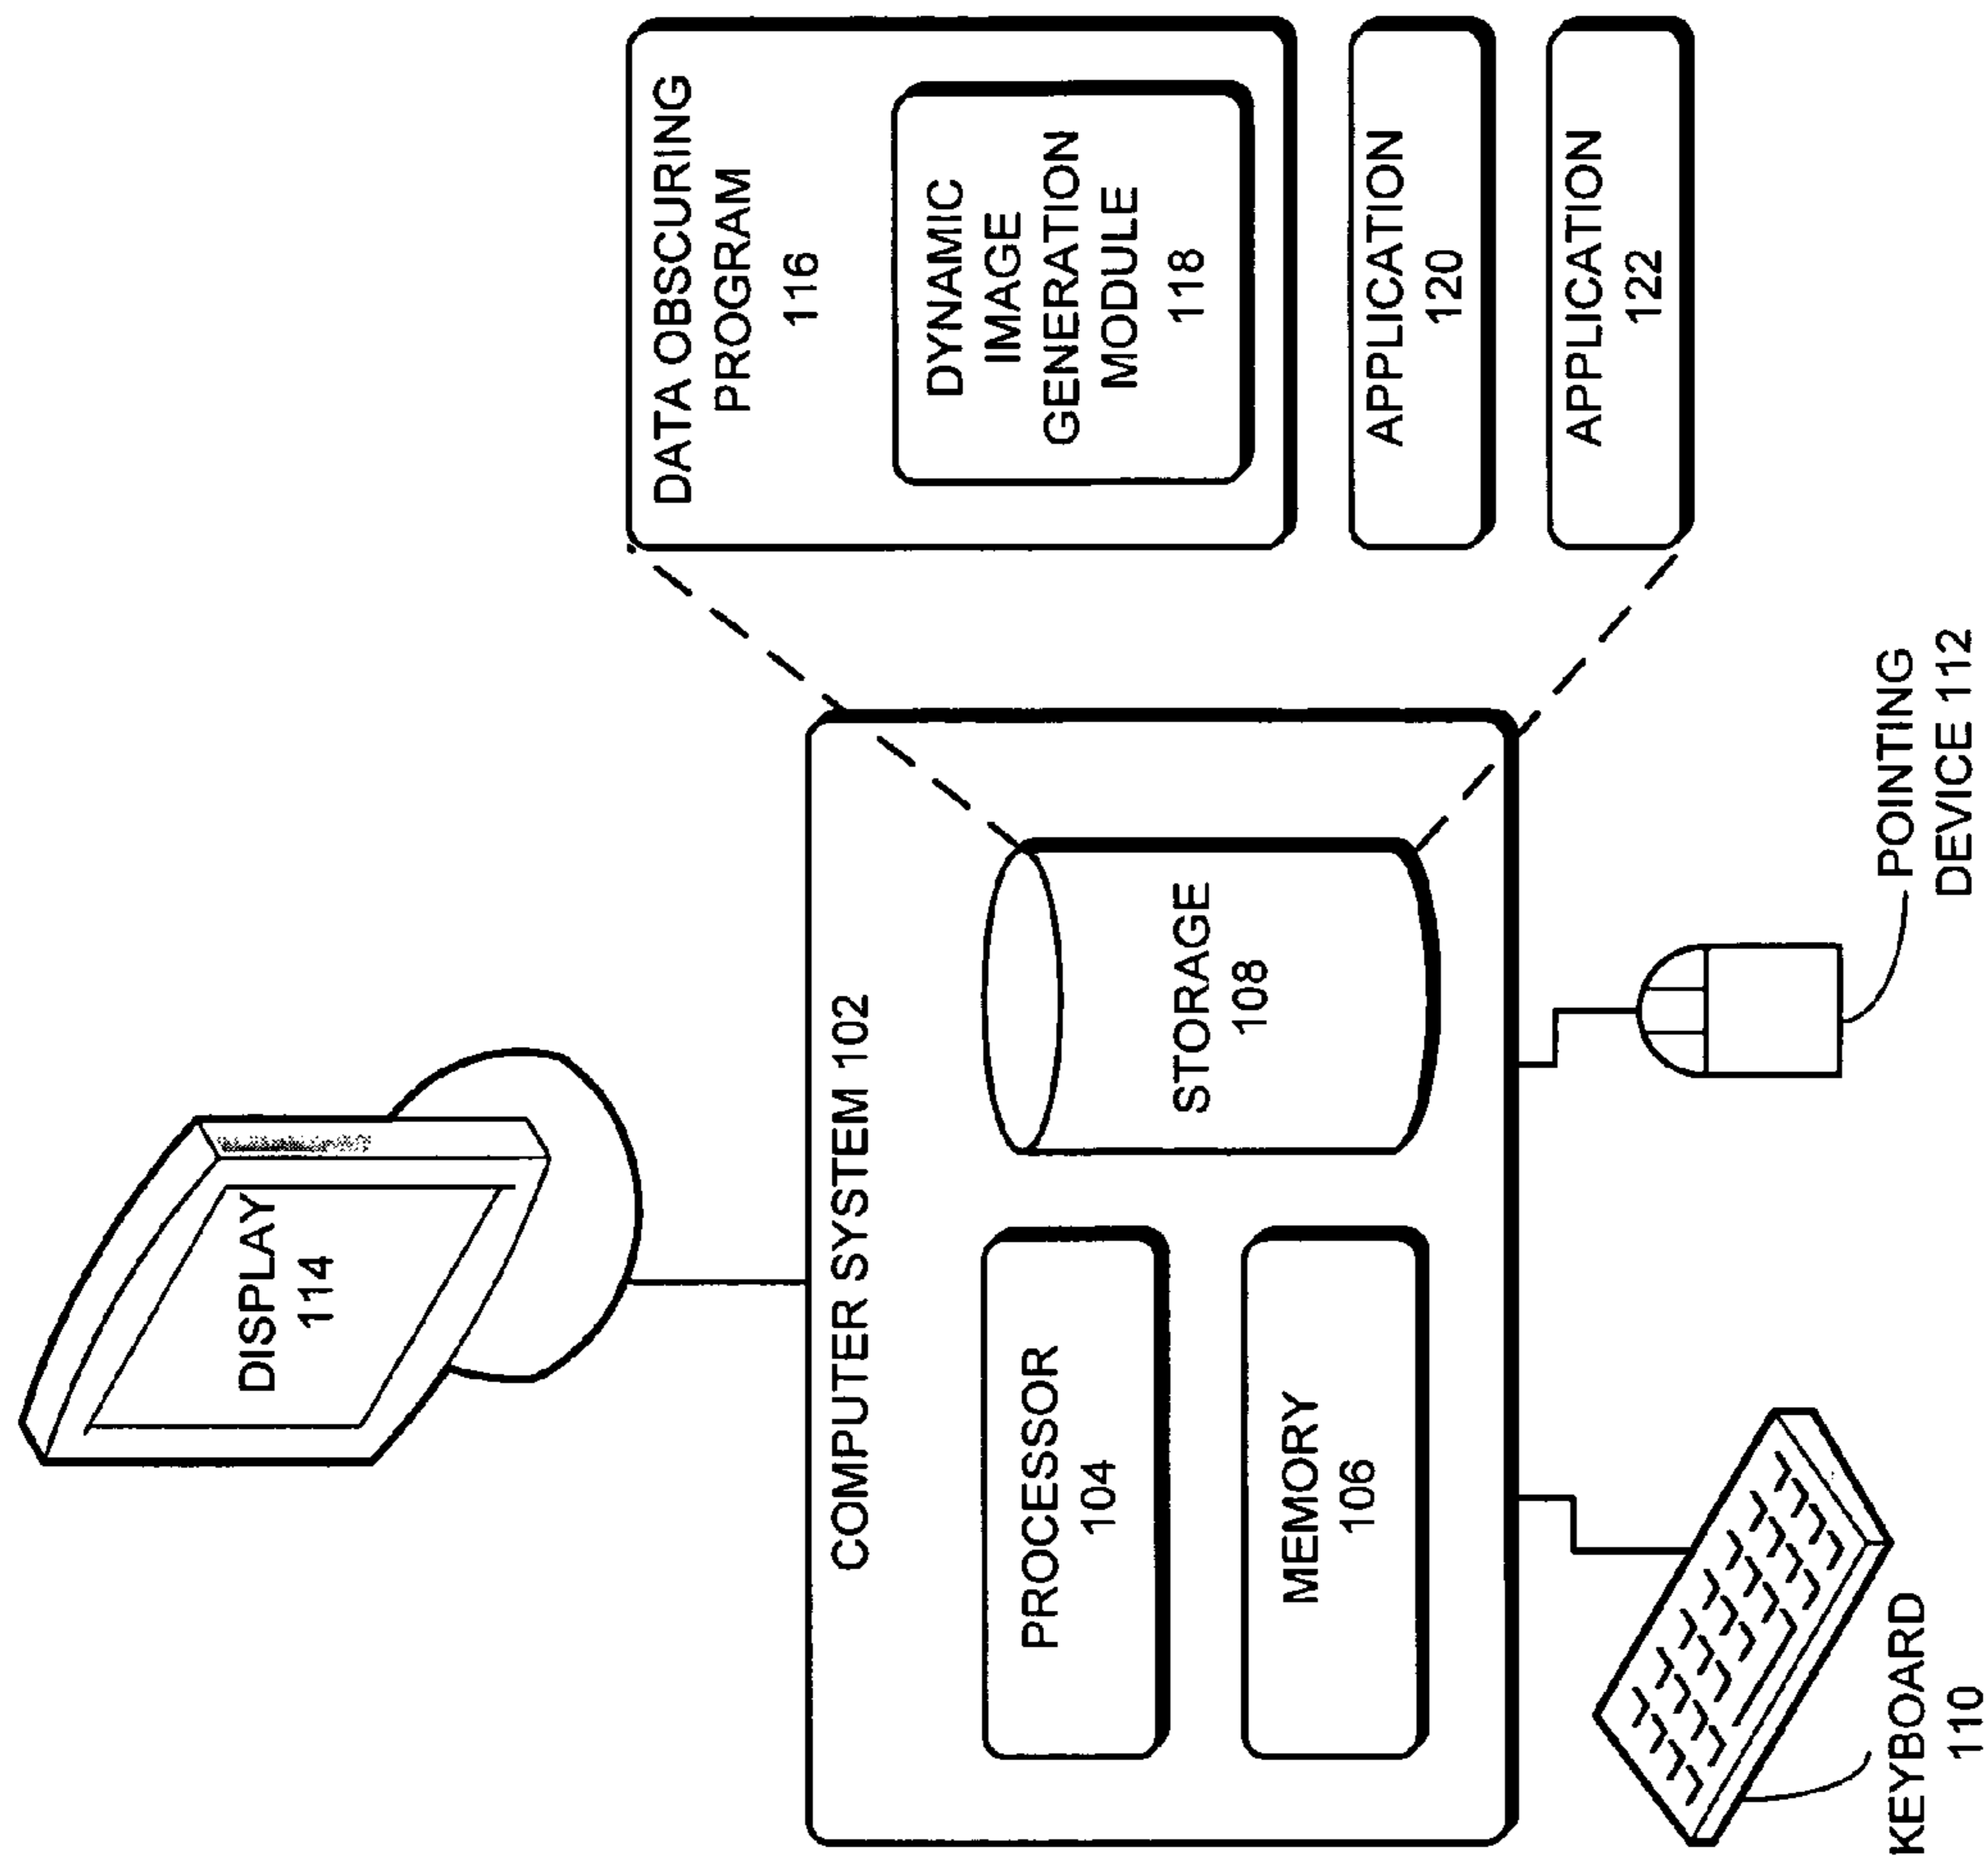 DISPLAY
114
COMPUTER SYSTEM 102
PROCESSOR
104
MEMORY
106
STORAGE
108
KEYBOARD
110
POINTING
DEVICE 112
DATA OBSCURING
PROGRAM
116
DYNAMIC
IMAGE
GENERATION
MODULE
118
APPLICATION
120
APPLICATION
122